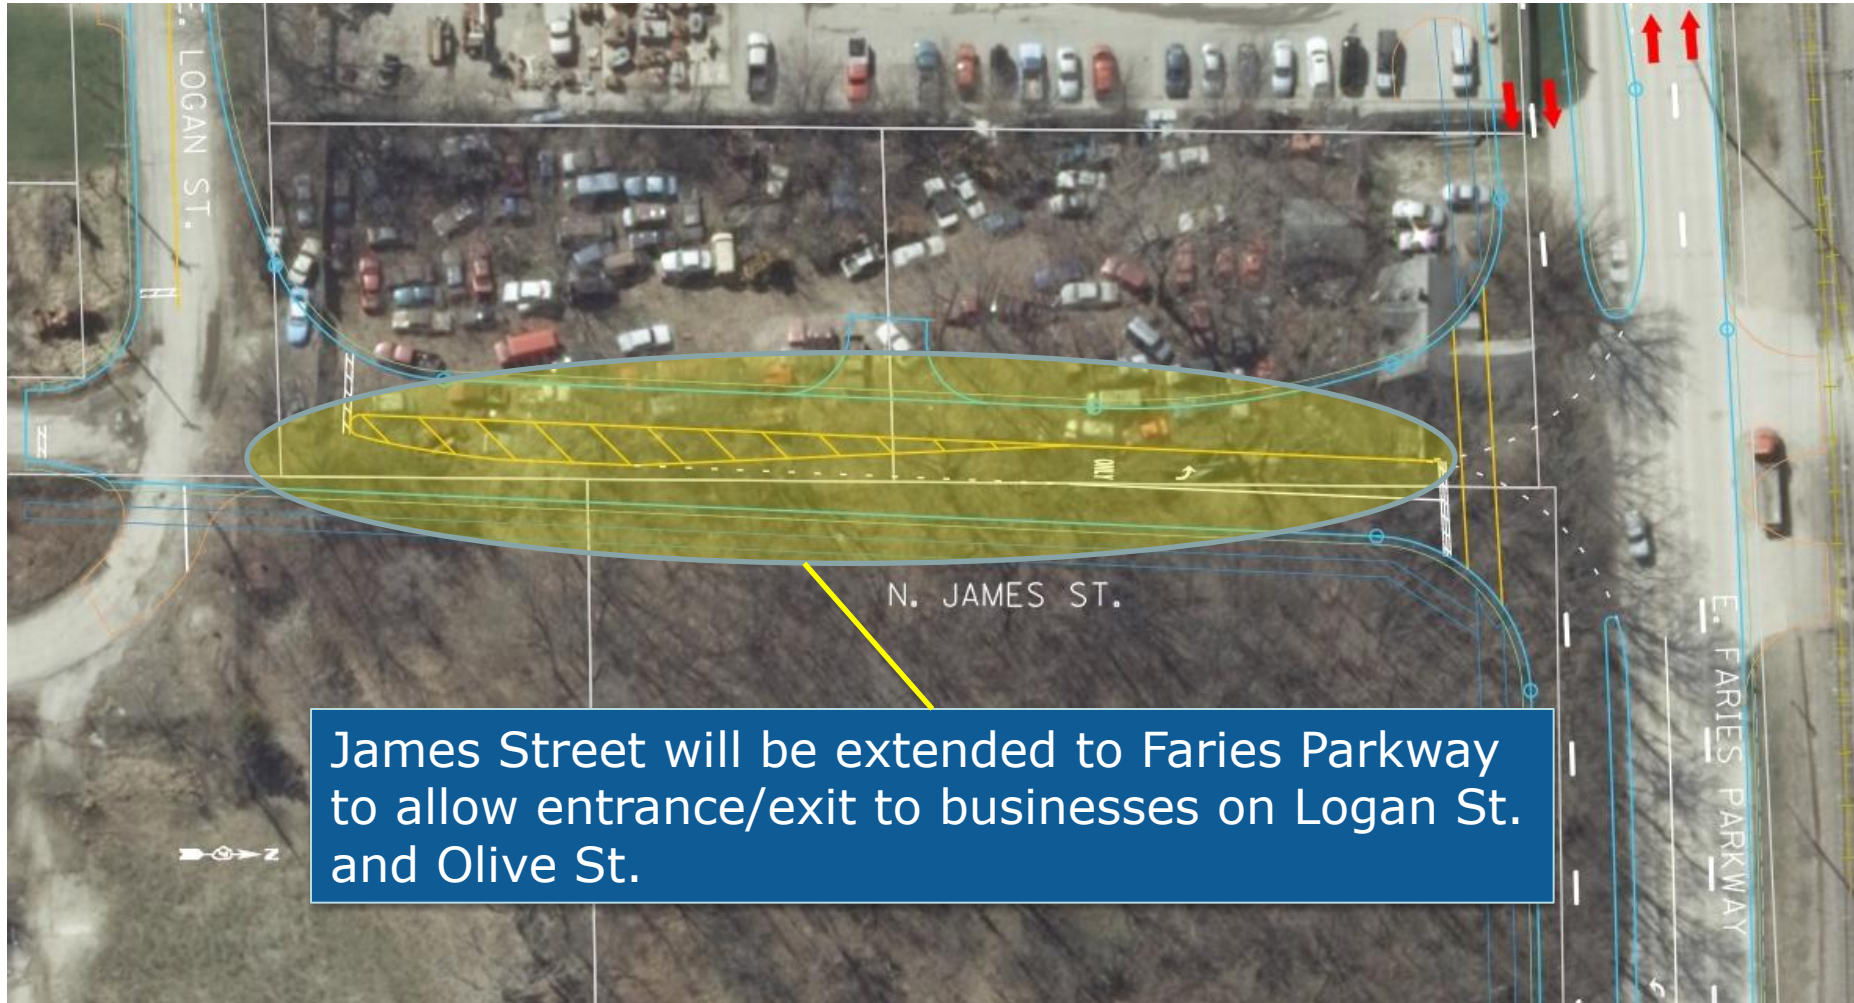 E. LOGAN ST.
ONLY
N. JAMES ST.
E. FARIES PARKWAY
James Street will be extended to Faries Parkway
to allow entrance/exit to businesses on Logan St.
and Olive St.
N